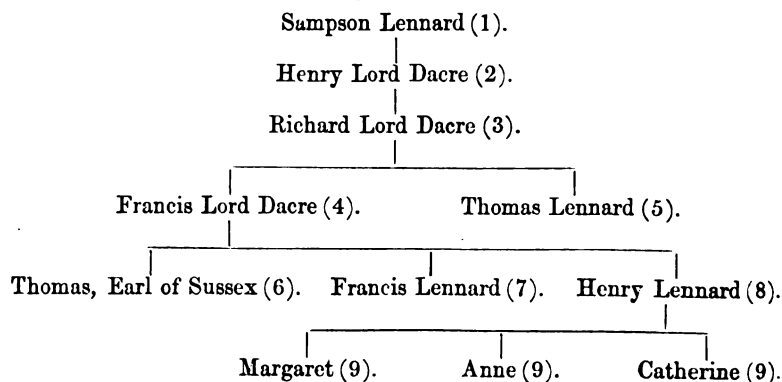 Sampson Lennard (1).
Henry Lord Dacre (2).
Richard Lord Dacre (3).
Francis Lord Dacre (4). Thomas Lennard (5).
Thomas, Earl of Sussex (6). Francis Lennard (7). Henry Lennard (8).
Margaret (9). Anne (9). Catherine (9).